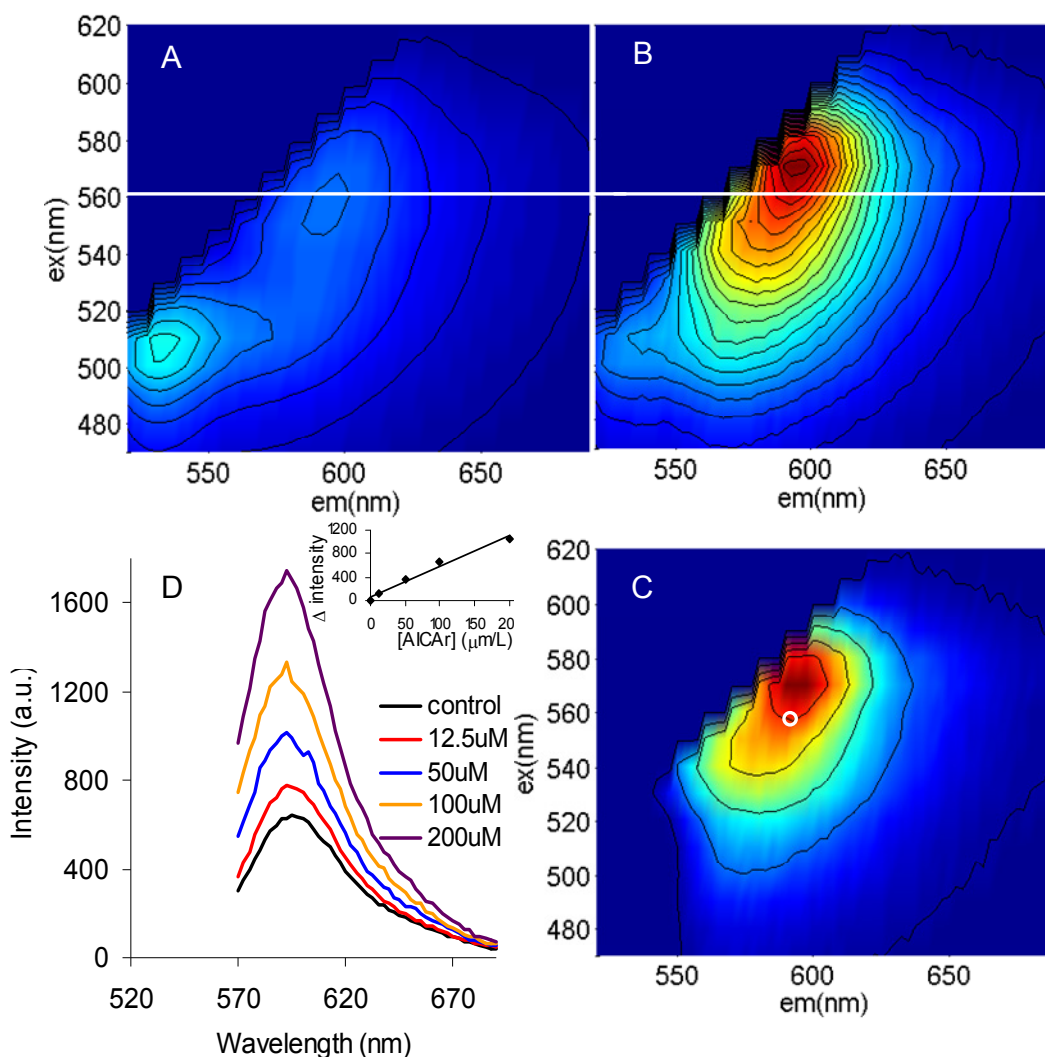 A
B
620
600
580
560
540
520
500
480
ex(nm)
550
600
650
em(nm)
550
600
650
em(nm)
D
1600
1200
800
400
0
Intensity (a.u.)
520
570
620
670
Wavelength (nm)
1200
800
400
0
Δ intensity
0
50
100
150
20
[AICAr] (μm/L)
control
12.5uM
50uM
100uM
200uM
C
620
600
580
560
540
520
500
480
ex(nm)
550
600
650
em(nm)